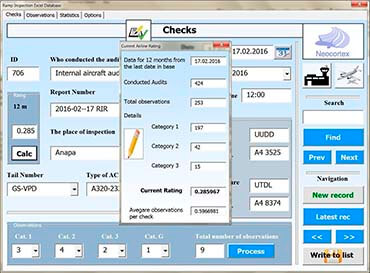 Ramp Inspection Excel Database
Checks Observations Statistics Options
Checks
Neocortex
ID Who conducted the audit
706 Internal aircraft aud
17.02.2016
Rating
12 m
0.285
Calc
Report Number
2016-02--17 RIR
12:00
The place of inspection
Anapa
UUDD
A4 3525
Tail Number Type of AC
GS-VPD A320-232
UTDL
A4 8374
Current Airline Rating
Data for 12 months from
the last date in base
17.02.2016
Conducted Audits
424
Total observations
253
Details
Category 1
197
Category 2
42
Category 3
15
Current Rating
0.285967
Avegare observations
per check
0.5966981
Search
Find
Prev Next
Navigation
New record
Latest rec
<< >>
Write to list
Observations
Cat. 1 Cat. 2 Cat. 3 Cat. G Total number of observations
3 4 2 1 9 Process